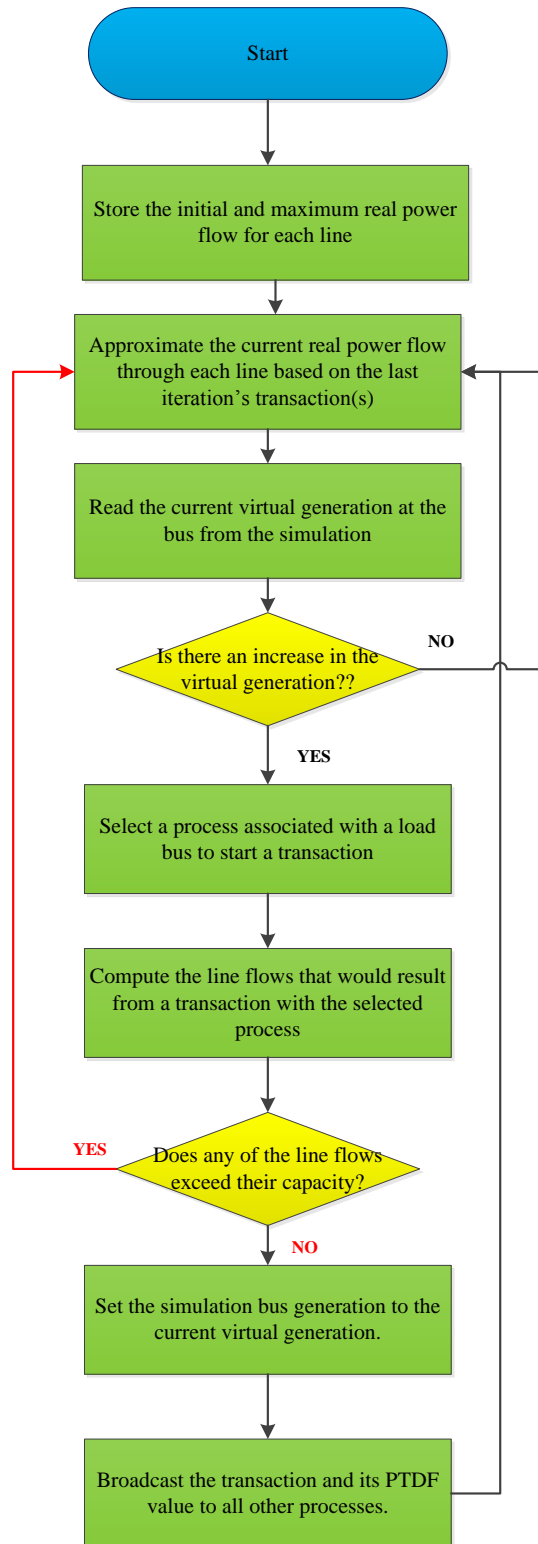 Start
Store the initial and maximum real power
flow for each line
Approximate the current real power flow
through each line based on the last
iteration’s transaction(s)
Read the current virtual generation at the
bus from the simulation
Is there an increase in the
virtual generation??
NO
YES
Select a process associated with a load
bus to start a transaction
Compute the line flows that would result
from a transaction with the selected
process
YES
Does any of the line flows
exceed their capacity?
NO
Set the simulation bus generation to the
current virtual generation.
Broadcast the transaction and its PTDF
value to all other processes.